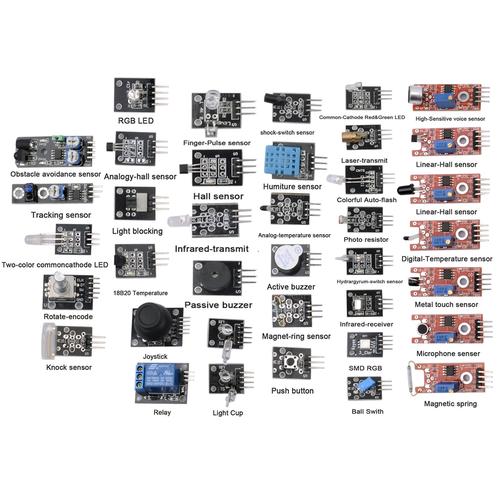 RGB LED
Finger-Pulse sensor
shock-switch sensor
Common-Cathode Red&Green LED
High-Sensitive voice sensor
Obstacle avoidance sensor
Analogy-hall sensor
Hall sensor
Humiture sensor
Laser-transmit
Linear-Hall sensor
Tracking sensor
Light blocking
Infrared-transmit
Analog-temperature sensor
Colorful Auto-flash
Linear-Hall sensor
Two-color commoncathode LED
18B20 Temperature
Passive buzzer
Active buzzer
Photo resistor
Digital-Temperature sensor
Rotate-encode
Joystick
Magnet-ring sensor
Hydrargyrum-switch sensor
Metal touch sensor
Knock sensor
Relay
Light Cup
Push button
Infrared-receiver
Microphone senser
SMD RGB
Ball Swith
Magnetic spring